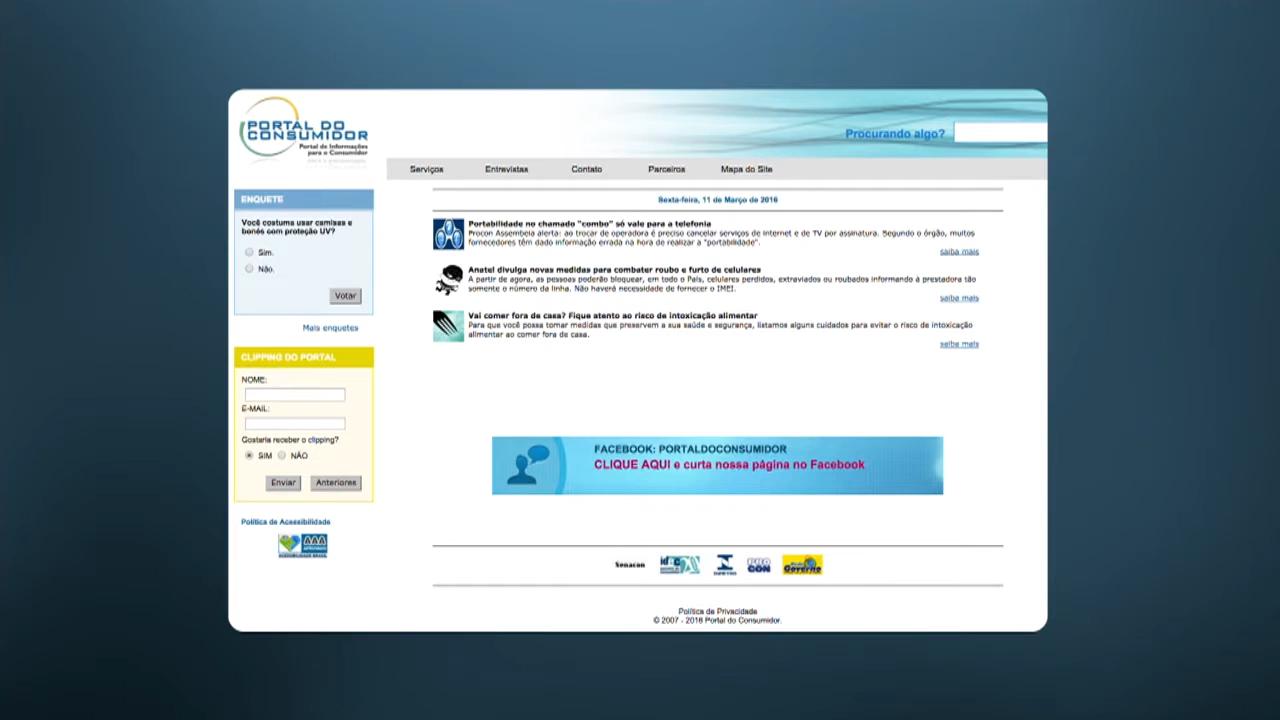 PORTAL DO
CONSUMIDOR
Portal de Informações
para o Consumidor
Procurando algo?
Serviços Entrevistas Contato Parceiros Mapa do Site
ENQUETE
Você costuma usar camisas e
bonés com proteção UV?
Sim.
Não.
Votar
Mais enquetes
CLIPPING DO PORTAL
NOME:
E-MAIL:
Gostaria receber o clipping?
SIM NÃO
Enviar Anteriores
Política de Acessibilidade
AAA
Sexta-feira, 11 de Março de 2016
Portabilidade no chamado "combo" só vale para a telefonia
Procon Assembleia alerta: ao trocar de operadora é preciso cancelar serviços de Internet e de TV por assinatura. Segundo o órgão, muitos
fornecedores têm dado informação errada na hora de realizar a "portabilidade".
saiba mais
Anatel divulga novas medidas para combater roubo e furto de celulares
A partir de agora, as pessoas poderão bloquear, em todo o País, celulares perdidos, extraviados ou roubados informando à prestadora tão
somente o número da linha. Não haverá necessidade de fornecer o IMEI.
saiba mais
Vai comer fora de casa? Fique atento ao risco de intoxicação alimentar
Para que você possa tomar medidas que preservem a sua saúde e segurança, listamos alguns cuidados para evitar o risco de intoxicação
alimentar ao comer fora de casa.
saiba mais
FACEBOOK: PORTALDOCONSUMIDOR
CLIQUE AQUI e curta nossa página no Facebook
Senacon
idec
INMETRO
PRO
CON
Governo
Política de Privacidade
© 2007 - 2016 Portal do Consumidor.